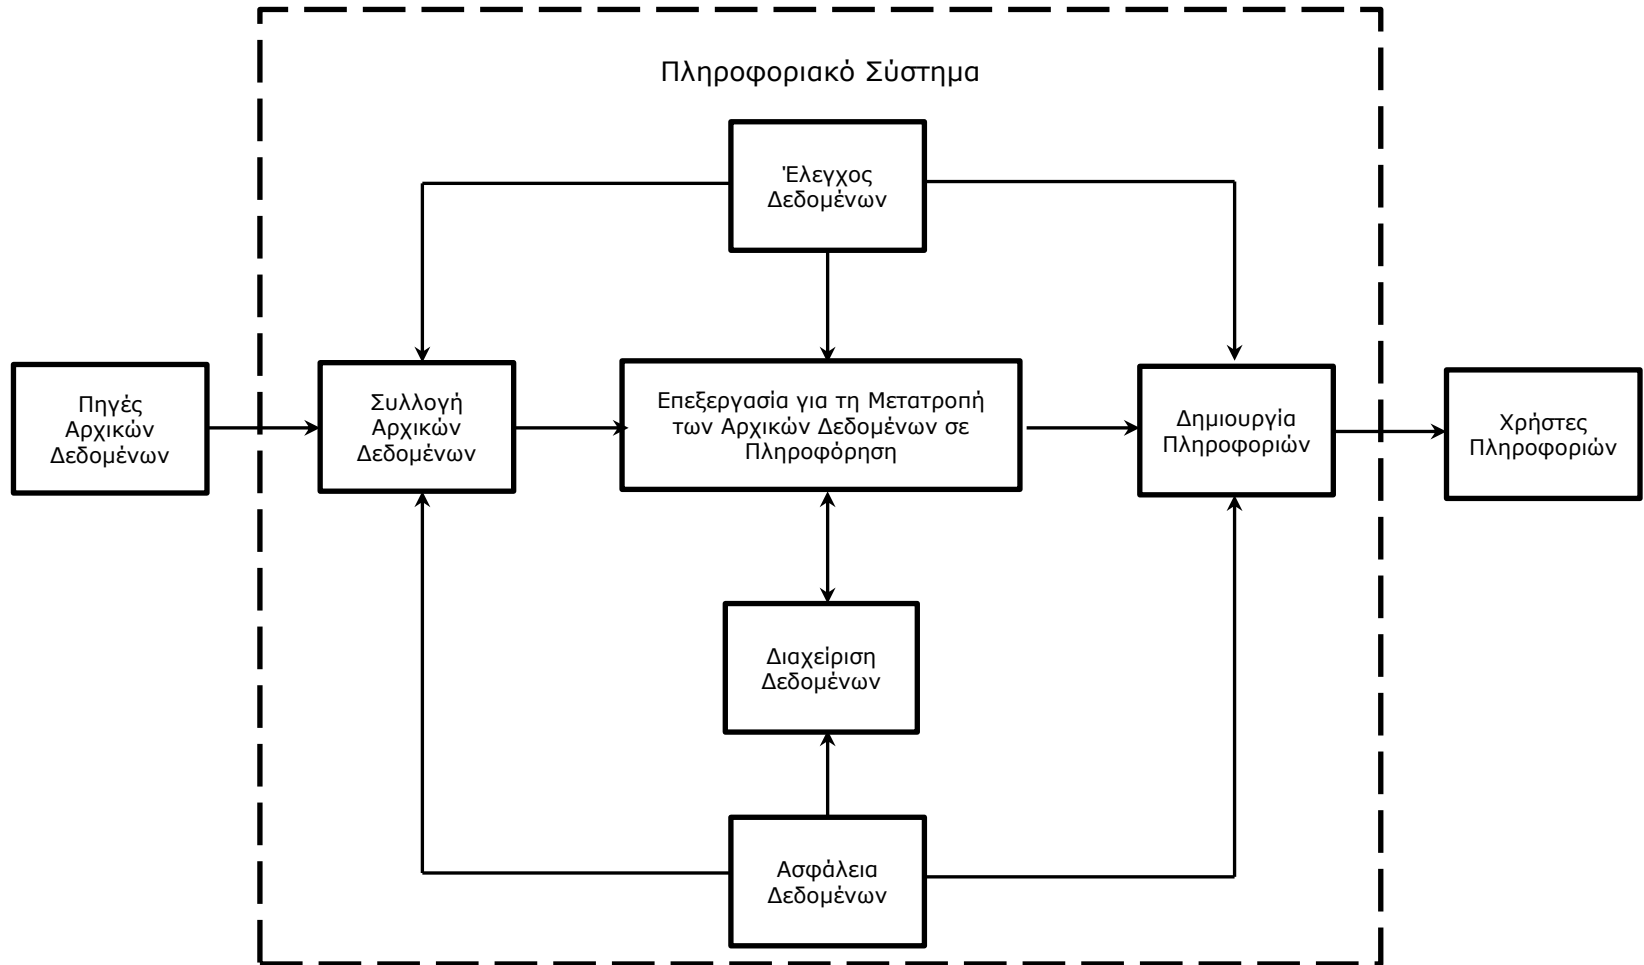 Πληροφοριακό Σύστημα
Έλεγχος
Δεδομένων
Πηγές
Αρχικών
Δεδομένων
Συλλογή
Αρχικών
Δεδομένων
Επεξεργασία για τη Μετατροπή
των Αρχικών Δεδομένων σε
Πληροφόρηση
Δημιουργία
Πληροφοριών
Χρήστες
Πληροφοριών
Διαχείριση
Δεδομένων
Ασφάλεια
Δεδομένων